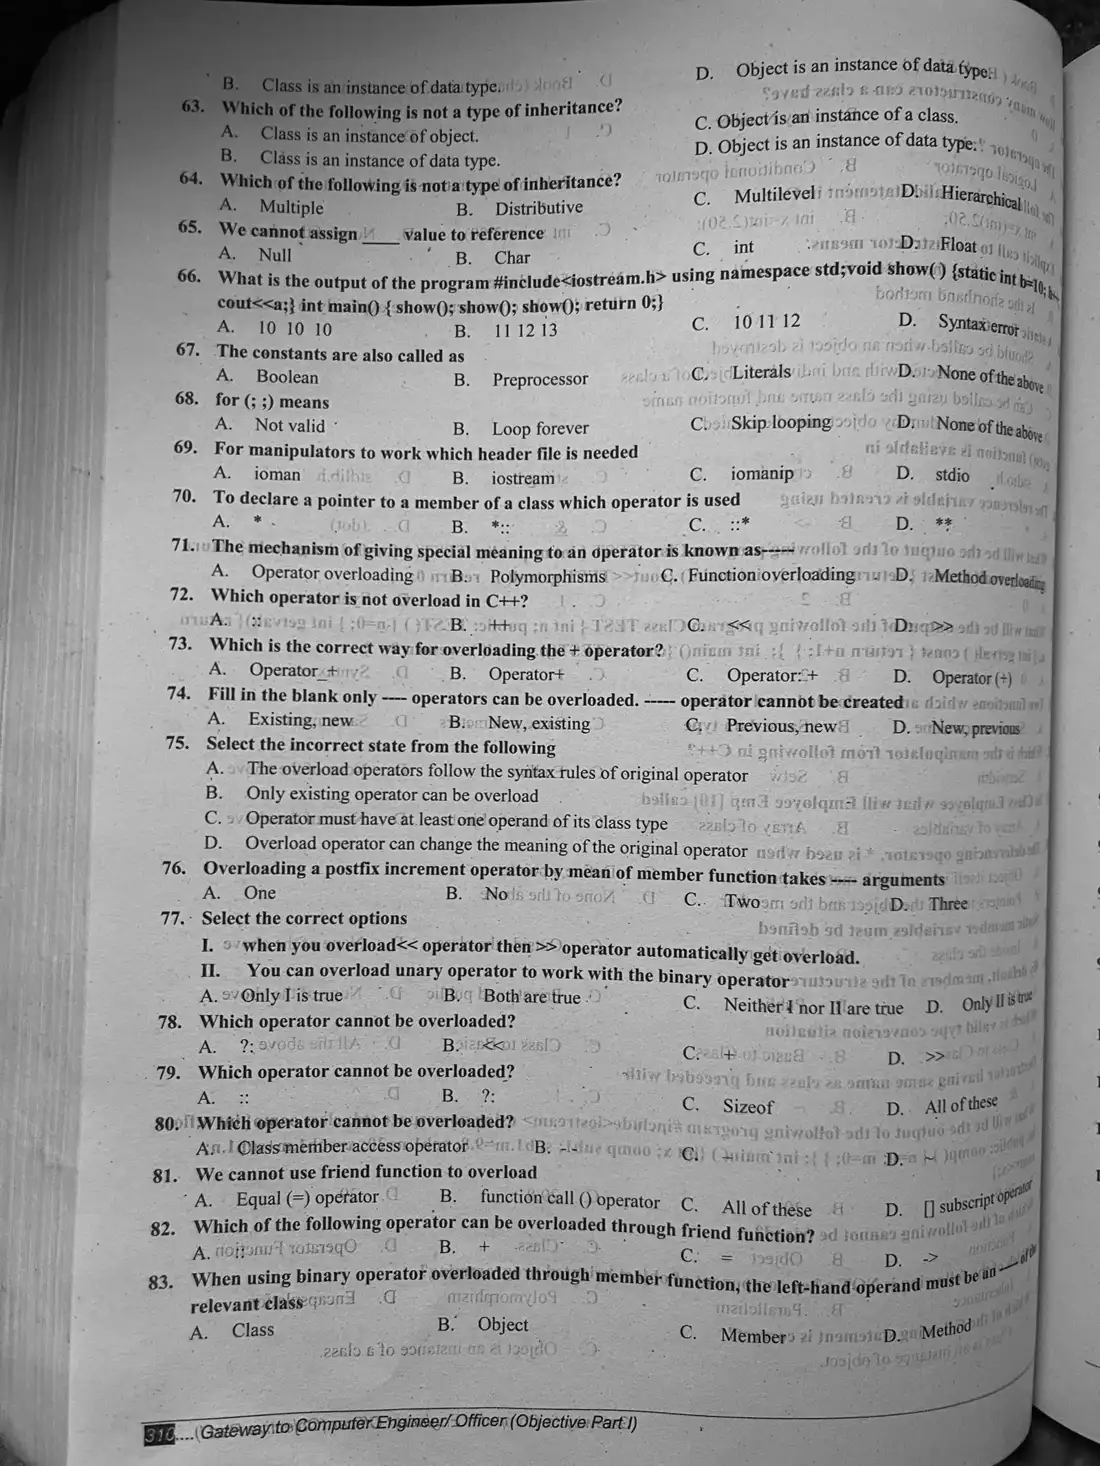 B. Class is an instance of data type. D. Object is an instance of data type.
63. Which of the following is not a type of inheritance?
A. Class is an instance of object. C. Object is an instance of a class.
B. Class is an instance of data type. D. Object is an instance of data type.
64. Which of the following is not a type of inheritance?
A. Multiple B. Distributive C. Multilevel D. Hierarchical
65. We cannot assign ____ value to reference
A. Null B. Char C. int D. Float
66. What is the output of the program #include<iostream.h> using namespace std;void show() {static int b=10;
cout<<a;} int main() { show(); show(); show(); return 0;}
A. 10 10 10 B. 11 12 13 C. 10 11 12 D. Syntax error
67. The constants are also called as
A. Boolean B. Preprocessor C. Literals D. None of the above
68. for (; ;) means
A. Not valid B. Loop forever C. Skip looping D. None of the above
69. For manipulators to work which header file is needed
A. ioman B. iostream C. iomanip D. stdio
70. To declare a pointer to a member of a class which operator is used
A. * B. *:: C. ::* D. **
71. The mechanism of giving special meaning to an operator is known as-----
A. Operator overloading B. Polymorphisms C. Function overloading D. Method overloading
72. Which operator is not overload in C++?
A. :: B. ++ C. << D. >>
73. Which is the correct way for overloading the + operator?
A. Operator_+ B. Operator+ C. Operator:+ D. Operator (+)
74. Fill in the blank only ---- operators can be overloaded. ----- operator cannot be created
A. Existing, new B. New, existing C. Previous, new D. New, previous
75. Select the incorrect state from the following
A. The overload operators follow the syntax rules of original operator
B. Only existing operator can be overload
C. Operator must have at least one operand of its class type
D. Overload operator can change the meaning of the original operator
76. Overloading a postfix increment operator by mean of member function takes ---- arguments
A. One B. No C. Two D. Three
77. Select the correct options
I. when you overload<< operator then >> operator automatically get overload.
II. You can overload unary operator to work with the binary operator
A. Only I is true B. Both are true C. Neither I nor II are true D. Only II is true
78. Which operator cannot be overloaded?
A. ?: B. << C. + D. >>
79. Which operator cannot be overloaded?
A. :: B. ?: C. Sizeof D. All of these
80. Which operator cannot be overloaded?
A. Class member access operator B. -- C. D.
81. We cannot use friend function to overload
A. Equal (=) operator B. function call () operator C. All of these D. [] subscript operator
82. Which of the following operator can be overloaded through friend function?
A. B. + C. = D. ->
83. When using binary operator overloaded through member function, the left-hand operand must be an ---- of
relevant class
A. Class B. Object C. Member D. Method
310....Gateway to Computer Engineer/ Officer (Objective Part I)